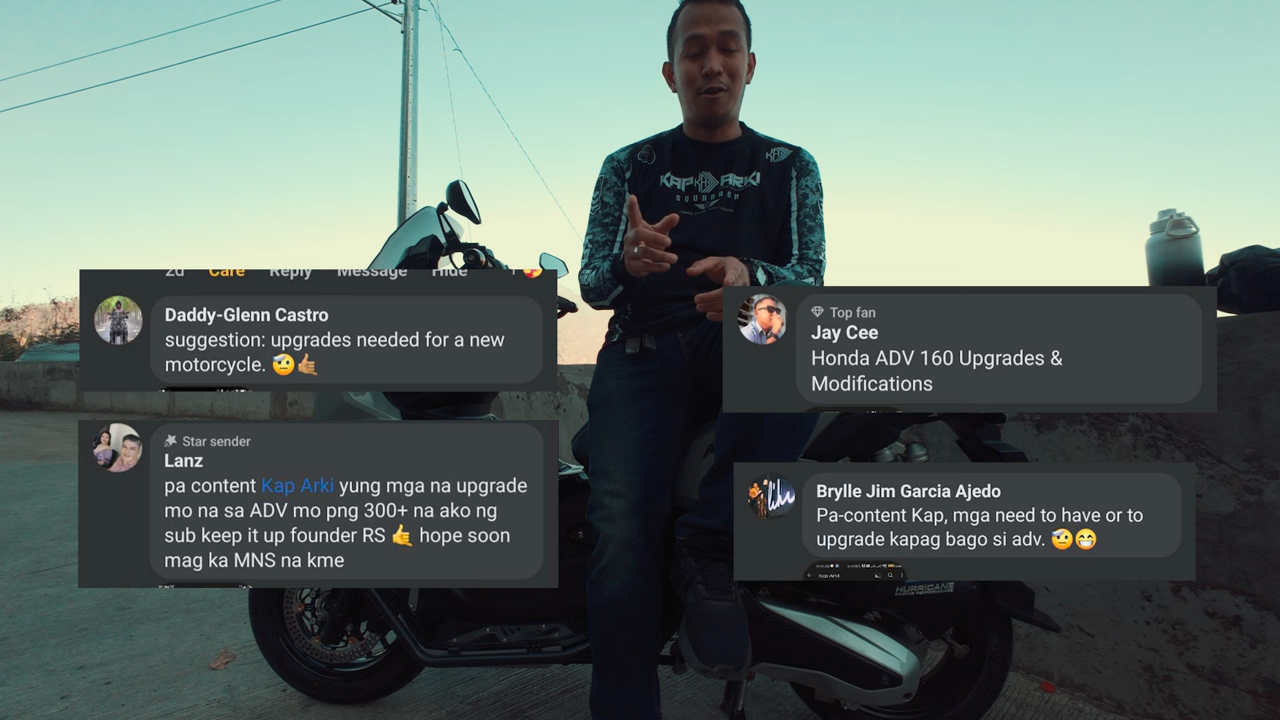 KAP ARKI
SQUADRON
2d Care Reply Message Hide
Daddy-Glenn Castro
suggestion: upgrades needed for a new
motorcycle. 🤕🤙🏽
Star sender
Lanz
pa content Kap Arki yung mga na upgrade
mo na sa ADV mo png 300+ na ako ng
sub keep it up founder RS 🤙 hope soon
mag ka MNS na kme
Top fan
Jay Cee
Honda ADV 160 Upgrades &
Modifications
Brylle Jim Garcia Ajedo
Pa-content Kap, mga need to have or to
upgrade kapag bago si adv. 🤕😁
Kap Arki
HURRICANE